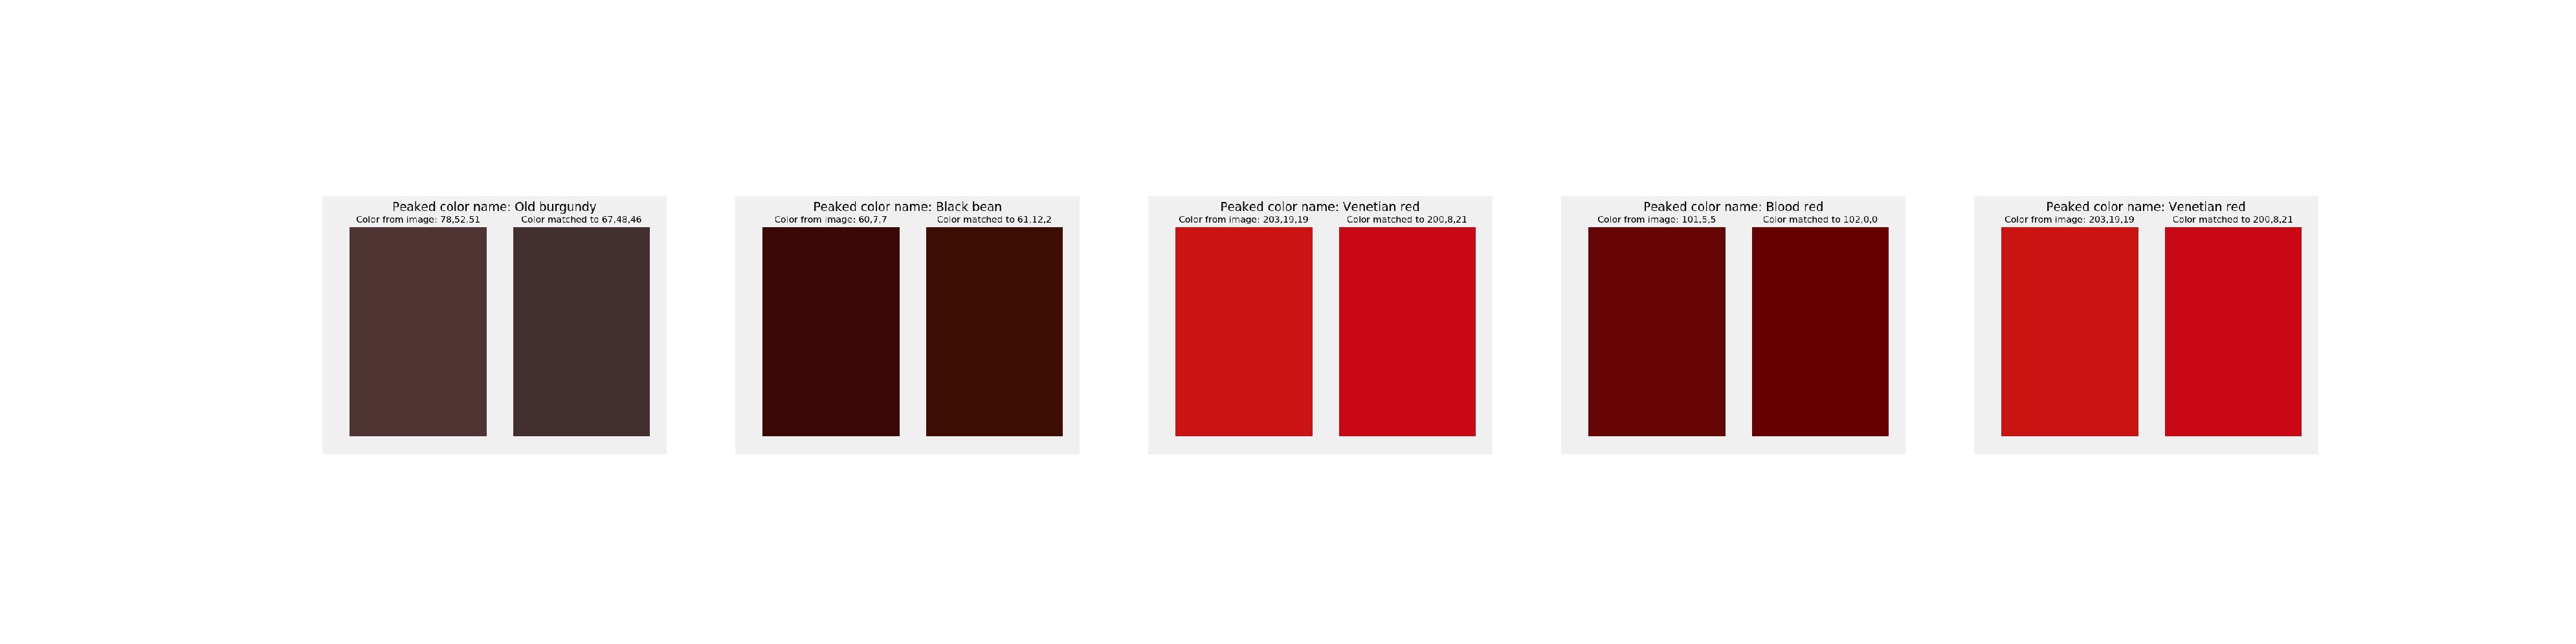 Peaked color name: Old burgundy
Color from image: 78,52,51
Color matched to 67,48,46
Peaked color name: Black bean
Color from image: 60,7,7
Color matched to 61,12,2
Peaked color name: Venetian red
Color from image: 203,19,19
Color matched to 200,8,21
Peaked color name: Blood red
Color from image: 101,5,5
Color matched to 102,0,0
Peaked color name: Venetian red
Color from image: 203,19,19
Color matched to 200,8,21